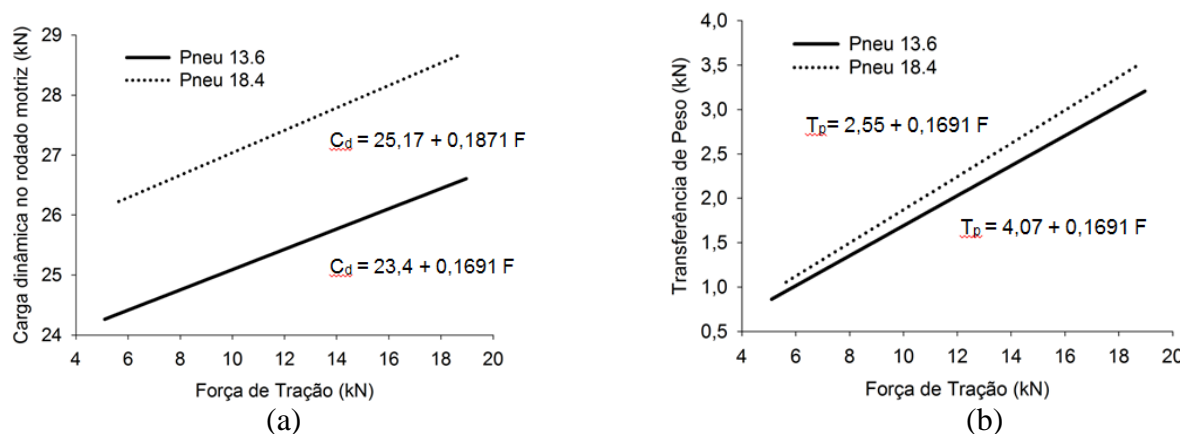 29
28
27
26
25
24
Carga dinâmica no rodado motriz (kN)
Pneu 13.6
Pneu 18.4
C_d = 25,17 + 0,1871 F
C_d = 23,4 + 0,1691 F
4 6 8 10 12 14 16 18 20
Força de Tração (kN)
(a)
4,0
3,5
3,0
2,5
2,0
1,5
1,0
0,5
Transferência de Peso (kN)
Pneu 13.6
Pneu 18.4
T_p= 2,55 + 0,1691 F
T_p = 4,07 + 0,1691 F
4 6 8 10 12 14 16 18 20
Força de Tração (kN)
(b)